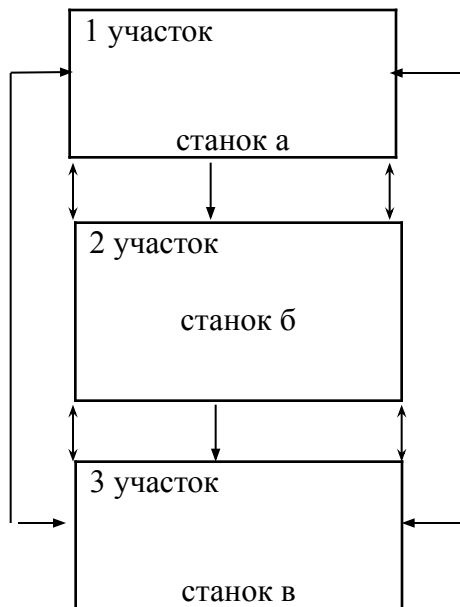 1 участок
станок а
2 участок
станок б
3 участок
станок в